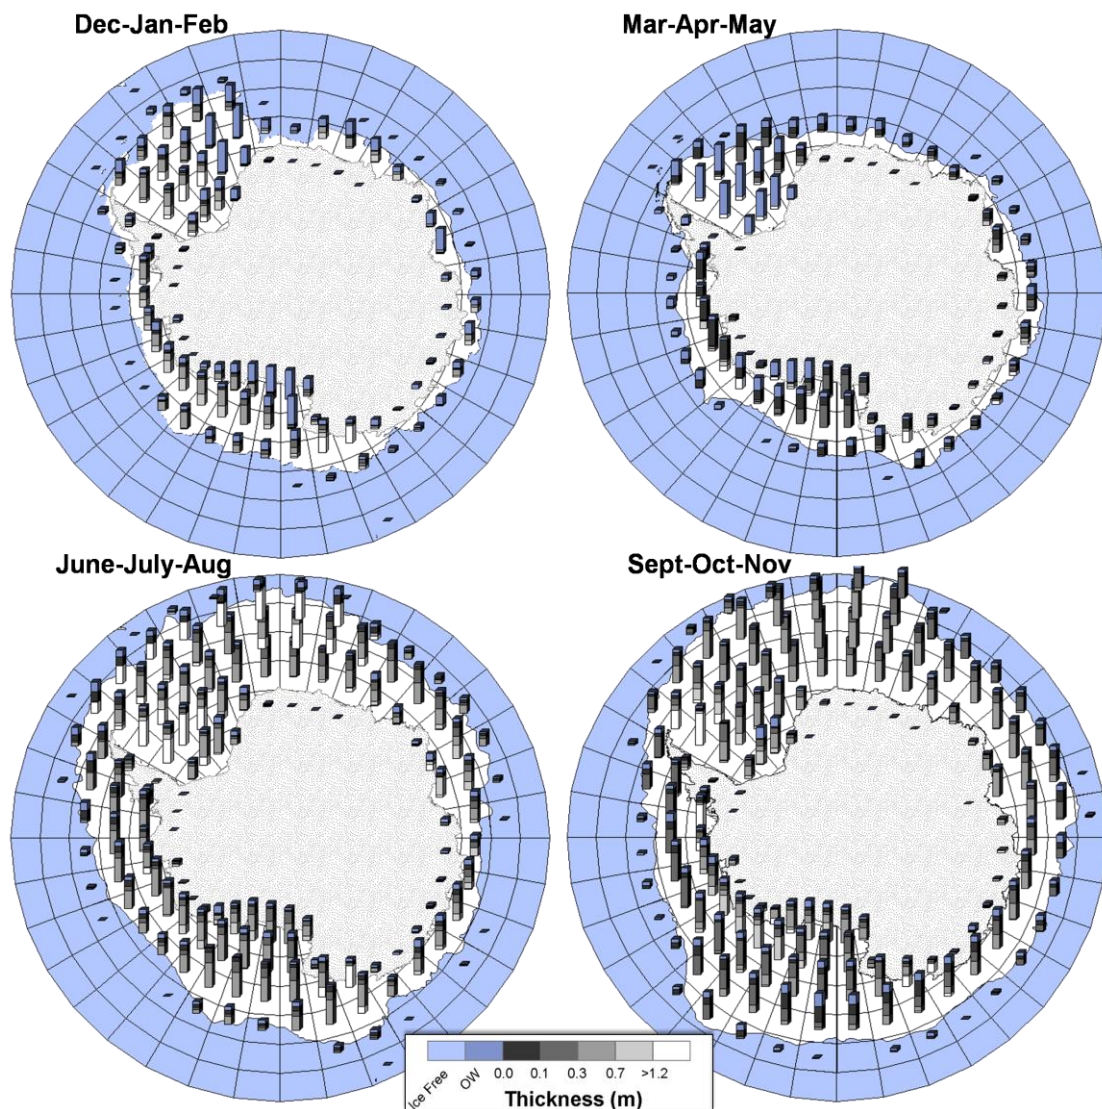 Dec-Jan-Feb
Mar-Apr-May
June-July-Aug
Sept-Oct-Nov
Ice Free OW 0.0 0.1 0.3 0.7 >1.2
Thickness (m)